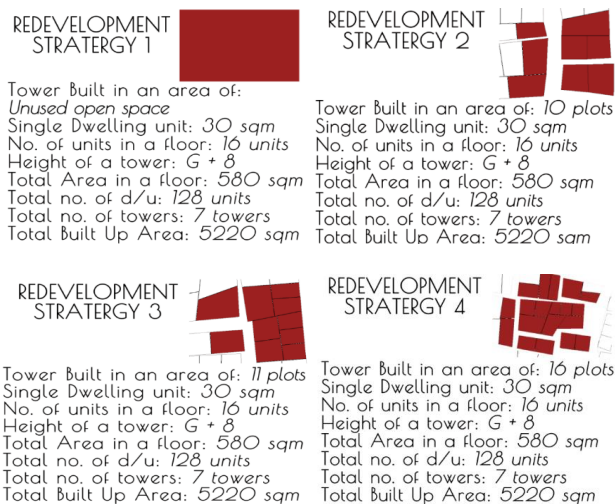 REDEVELOPMENT
STRATERGY 1
Tower Built in an area of:
Unused open space
Single Dwelling unit: 30 sqm
No. of units in a floor: 16 units
Height of a tower: G + 8
Total Area in a floor: 580 sqm
Total no. of d/u: 128 units
Total no. of towers: 7 towers
Total Built Up Area: 5220 sqm
REDEVELOPMENT
STRATERGY 2
Tower Built in an area of: 10 plots
Single Dwelling unit: 30 sqm
No. of units in a floor: 16 units
Height of a tower: G + 8
Total Area in a floor: 580 sqm
Total no. of d/u: 128 units
Total no. of towers: 7 towers
Total Built Up Area: 5220 sqm
REDEVELOPMENT
STRATERGY 3
Tower Built in an area of: 11 plots
Single Dwelling unit: 30 sqm
No. of units in a floor: 16 units
Height of a tower: G + 8
Total Area in a floor: 580 sqm
Total no. of d/u: 128 units
Total no. of towers: 7 towers
Total Built Up Area: 5220 sqm
REDEVELOPMENT
STRATERGY 4
Tower Built in an area of: 16 plots
Single Dwelling unit: 30 sqm
No. of units in a floor: 16 units
Height of a tower: G + 8
Total Area in a floor: 580 sqm
Total no. of d/u: 128 units
Total no. of towers: 7 towers
Total Built Up Area: 5220 sqm